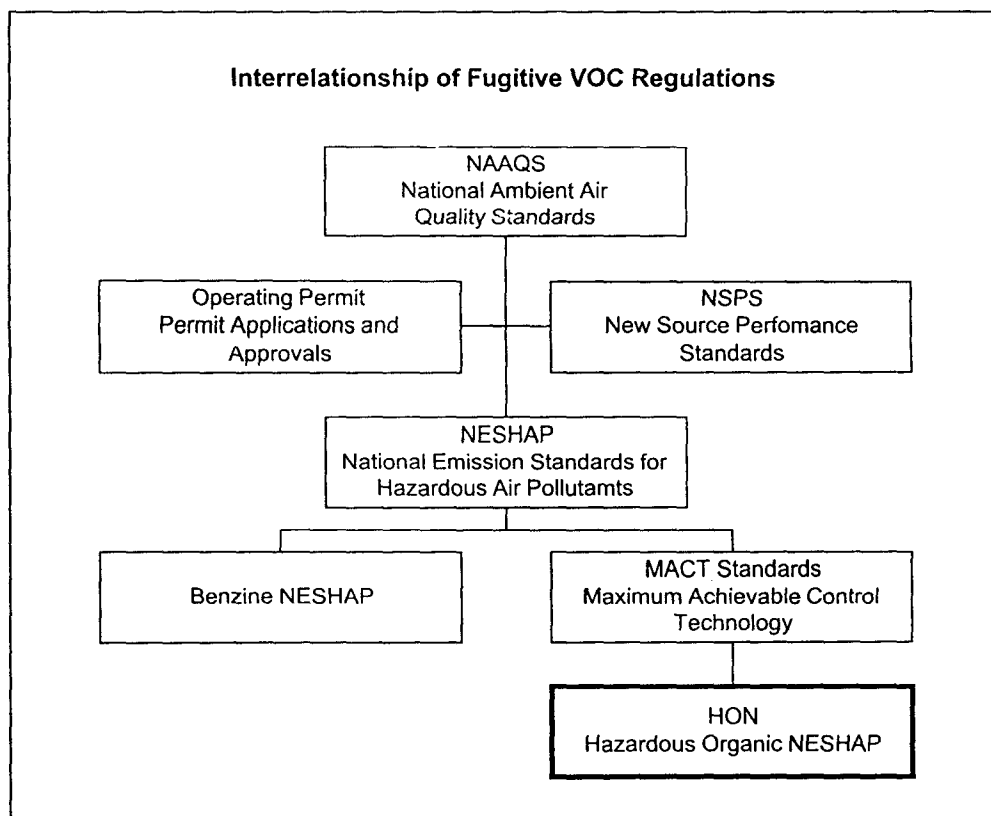 Interrelationship of Fugitive VOC Regulations
NAAQS
National Ambient Air
Quality Standards
Operating Permit
Permit Applications and
Approvals
NSPS
New Source Perfomance
Standards
NESHAP
National Emission Standards for
Hazardous Air Pollutamts
Benzine NESHAP
MACT Standards
Maximum Achievable Control
Technology
HON
Hazardous Organic NESHAP